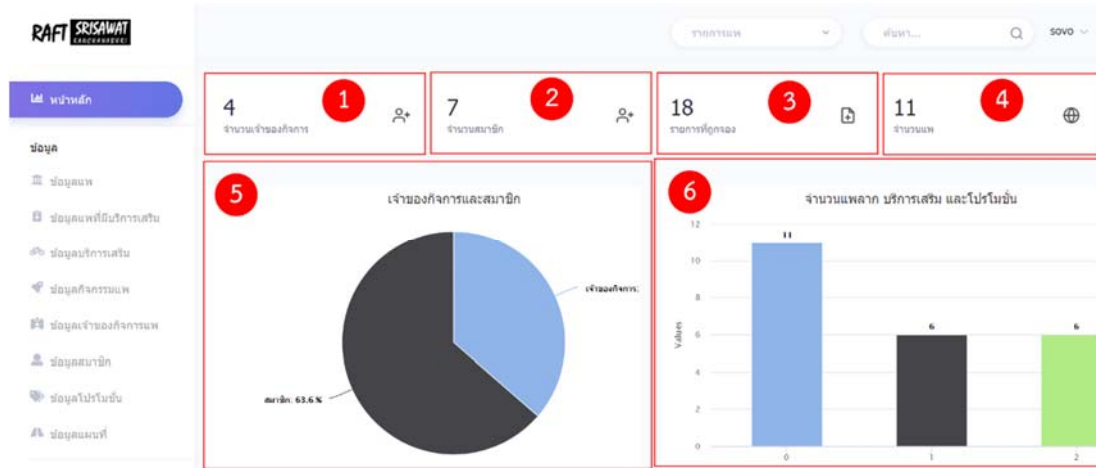 RAFT SRISAWAT
KANCHANABURI
รายการแพ
ค้นหา...
sovo
หน้าหลัก
ข้อมูล
ข้อมูลแพ
ข้อมูลแพที่มีบริการเสริม
ข้อมูลบริการเสริม
ข้อมูลกิจกรรมแพ
ข้อมูลเจ้าของกิจการแพ
ข้อมูลสมาชิก
ข้อมูลโปรโมชั่น
ข้อมูลแผนที่
4
จำนวนเจ้าของกิจการ
1
7
จำนวนสมาชิก
2
18
รายการที่ถูกจอง
3
11
จำนวนแพ
4
5
เจ้าของกิจการและสมาชิก
เจ้าของกิจการ:
สมาชิก: 63.6 %
6
จำนวนแพลาก บริการเสริม และโปรโมชั่น
Values
12
10
8
6
4
2
0
11
6
6
0
1
2